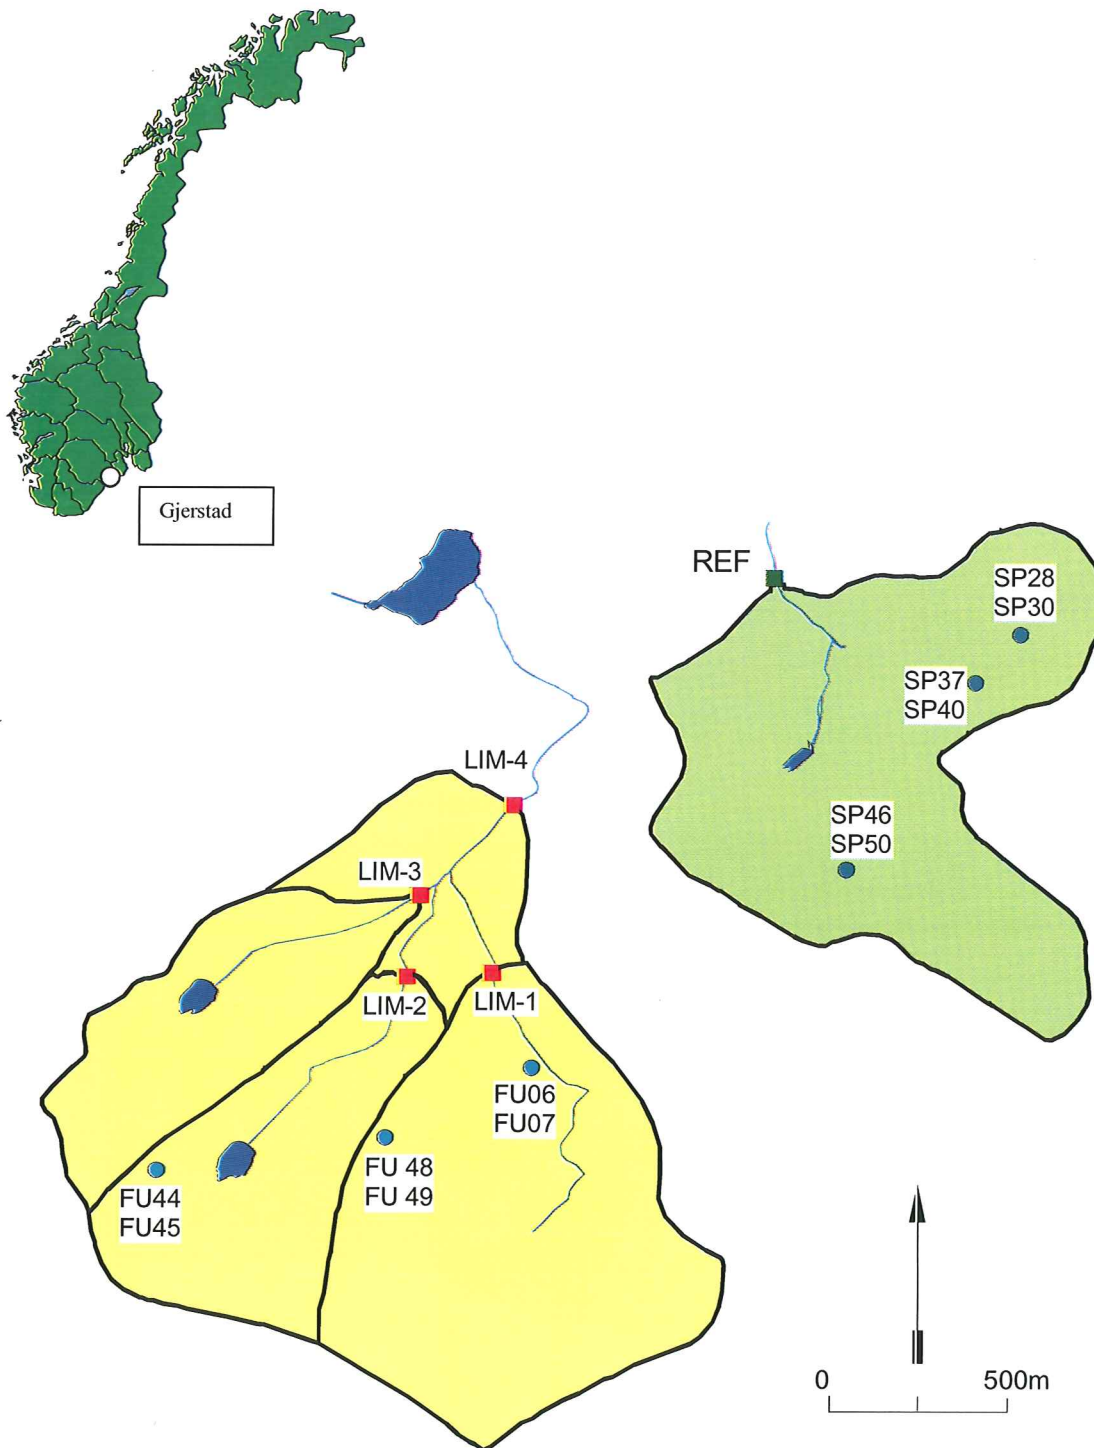 Gjerstad
REF
SP28
SP30
SP37
SP40
LIM-4
SP46
SP50
LIM-3
LIM-2
LIM-1
FU06
FU07
FU 48
FU 49
FU44
FU45
0 500m